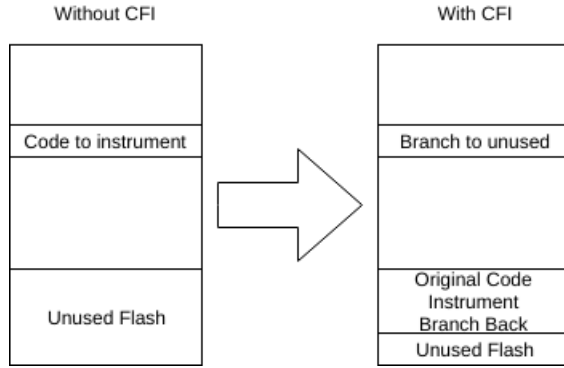 Without CFI
With CFI
Code to instrument
Branch to unused
Original Code
Instrument
Branch Back
Unused Flash
Unused Flash